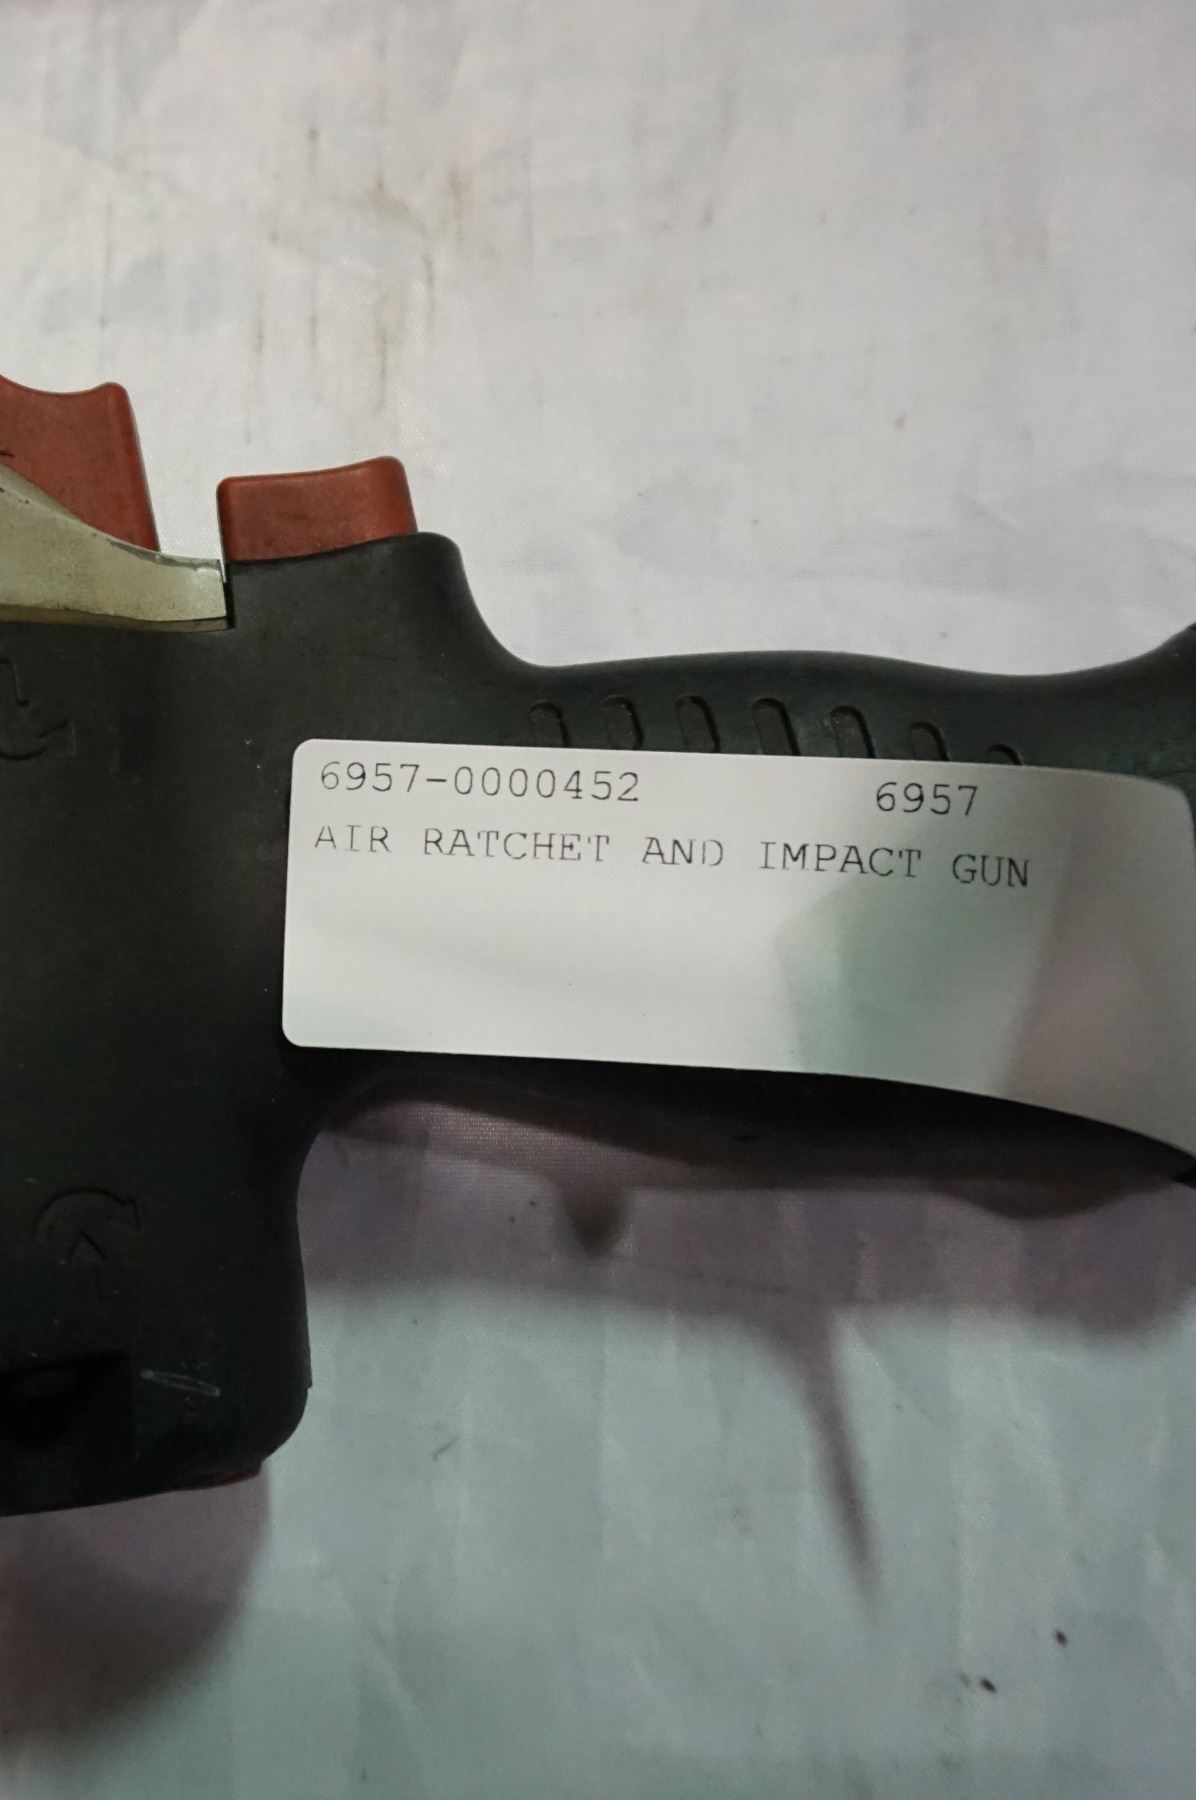 6957-0000452 6957
AIR RATCHET AND IMPACT GUN